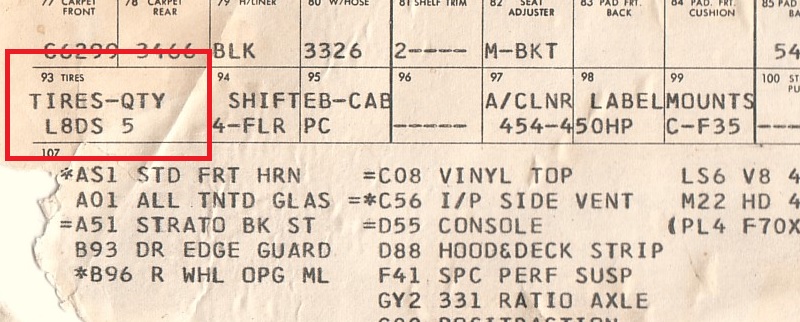 77 CARPET FRONT 78 CARPET REAR 79 H/LINER 80 W/HOSE 81 SHELF TRIM 82 SEAT ADJUSTER 83 PAD. FRT. BACK 84 PAD. FRT. CUSHION 85 PAD
G6299 3466 BLK 3326 2---- M-BKT 54
93 TIRES 94 95 96 97 98 99 100
TIRES-QTY SHIFT EB-CAB A/CLNR LABEL MOUNTS
L8DS 5 4-FLR PC ----- 454-450HP C-F35 -----
107
*AS1 STD FRT HRN =C08 VINYL TOP LS6 V8 4
A01 ALL TNTD GLAS =*C56 I/P SIDE VENT M22 HD 4
=A51 STRATO BK ST =D55 CONSOLE (PL4 F70X
B93 DR EDGE GUARD D88 HOOD&DECK STRIP
*B96 R WHL OPG ML F41 SPC PERF SUSP
GY2 331 RATIO AXLE